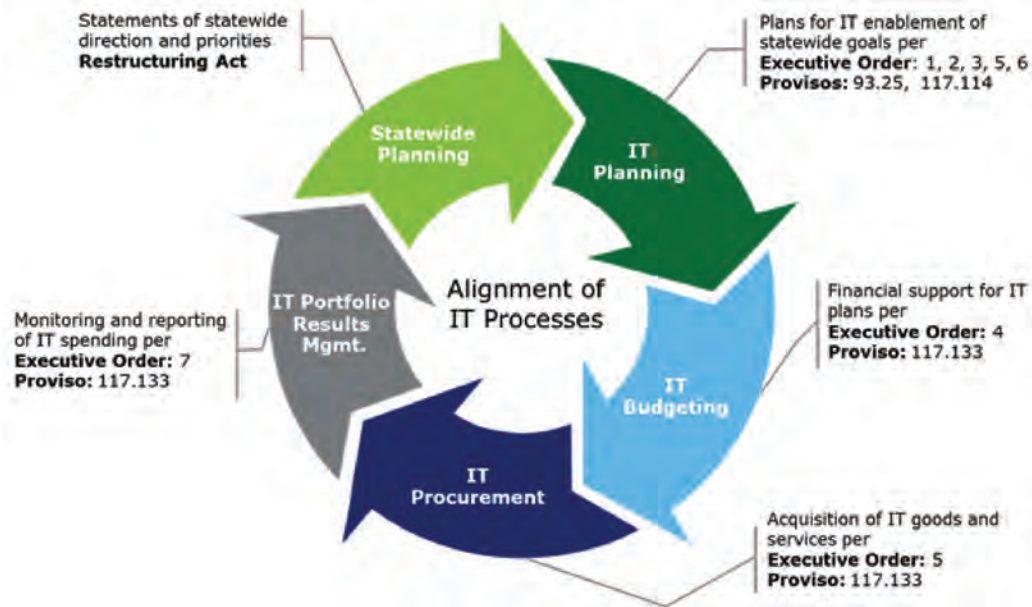 Statements of statewide
direction and priorities
Restructuring Act
Plans for IT enablement of
statewide goals per
Executive Order: 1, 2, 3, 5, 6
Provisos: 93.25, 117.114
Statewide
Planning
IT
Planning
Alignment of
IT Processes
IT Portfolio
Results
Mgmt.
Monitoring and reporting
of IT spending per
Executive Order: 7
Proviso: 117.133
Financial support for IT
plans per
Executive Order: 4
Proviso: 117.133
IT
Budgeting
IT
Procurement
Acquisition of IT goods and
services per
Executive Order: 5
Proviso: 117.133